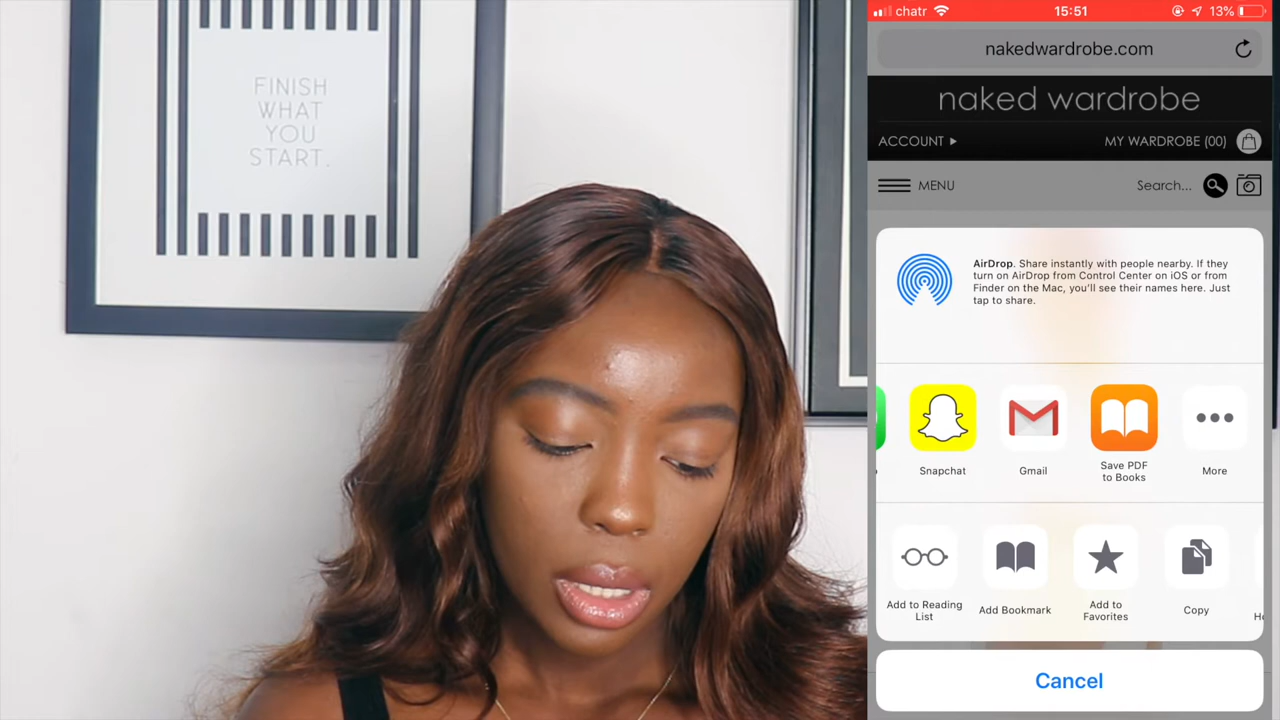 FINISH
WHAT
YOU
START.
chatr
15:51
13%
nakedwardrobe.com
naked wardrobe
ACCOUNT
MY WARDROBE (00)
MENU
Search...
AirDrop. Share instantly with people nearby. If they
turn on AirDrop from Control Center on iOS or from
Finder on the Mac, you'll see their names here. Just
tap to share.
Snapchat
Gmail
Save PDF
to Books
More
Add to Reading
List
Add Bookmark
Add to
Favorites
Copy
Cancel